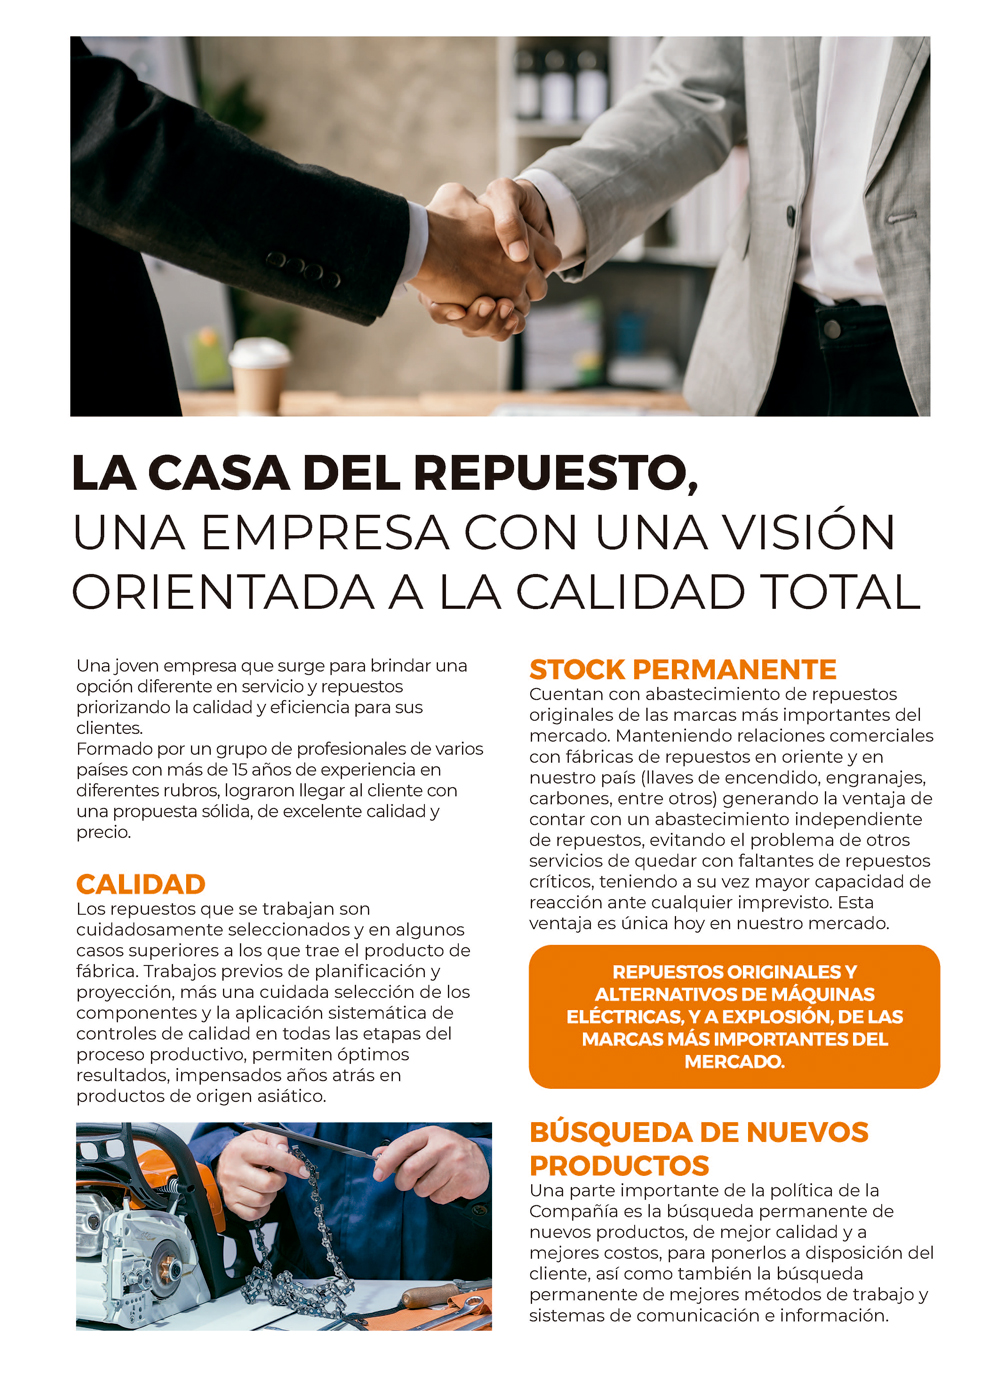 LA CASA DEL REPUESTO,
UNA EMPRESA CON UNA VISIÓN
ORIENTADA A LA CALIDAD TOTAL
Una joven empresa que surge para brindar una
opción diferente en servicio y repuestos
priorizando la calidad y eficiencia para sus
clientes.
Formado por un grupo de profesionales de varios
países con más de 15 años de experiencia en
diferentes rubros, lograron llegar al cliente con
una propuesta sólida, de excelente calidad y
precio.
CALIDAD
Los repuestos que se trabajan son
cuidadosamente seleccionados y en algunos
casos superiores a los que trae el producto de
fábrica. Trabajos previos de planificación y
proyección, más una cuidada selección de los
componentes y la aplicación sistemática de
controles de calidad en todas las etapas del
proceso productivo, permiten óptimos
resultados, impensados años atrás en
productos de origen asiático.
STOCK PERMANENTE
Cuentan con abastecimiento de repuestos
originales de las marcas más importantes del
mercado. Manteniendo relaciones comerciales
con fábricas de repuestos en oriente y en
nuestro país (llaves de encendido, engranajes,
carbones, entre otros) generando la ventaja de
contar con un abastecimiento independiente
de repuestos, evitando el problema de otros
servicios de quedar con faltantes de repuestos
críticos, teniendo a su vez mayor capacidad de
reacción ante cualquier imprevisto. Esta
ventaja es única hoy en nuestro mercado.
REPUESTOS ORIGINALES Y
ALTERNATIVOS DE MÁQUINAS
ELÉCTRICAS, Y A EXPLOSIÓN, DE LAS
MARCAS MÁS IMPORTANTES DEL
MERCADO.
BÚSQUEDA DE NUEVOS
PRODUCTOS
Una parte importante de la política de la
Compañía es la búsqueda permanente de
nuevos productos, de mejor calidad y a
mejores costos, para ponerlos a disposición del
cliente, así como también la búsqueda
permanente de mejores métodos de trabajo y
sistemas de comunicación e información.